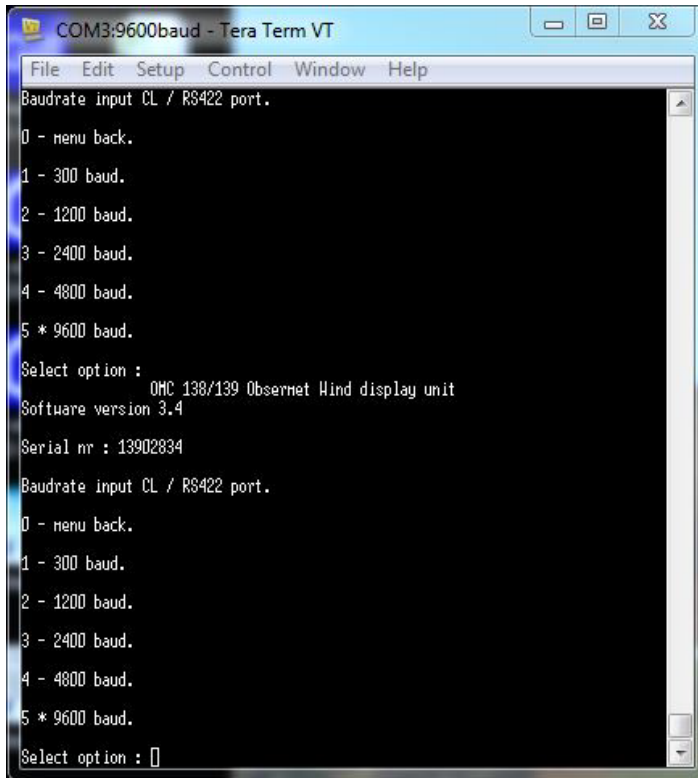 COM3:9600baud - Tera Term VT
File Edit Setup Control Window Help
Baudrate input CL / RS422 port.
0 - menu back.
1 - 300 baud.
2 - 1200 baud.
3 - 2400 baud.
4 - 4800 baud.
5 * 9600 baud.
Select option :
OMC 138/139 Obsermet Wind display unit
Software version 3.4
Serial nr : 13902834
Baudrate input CL / RS422 port.
0 - menu back.
1 - 300 baud.
2 - 1200 baud.
3 - 2400 baud.
4 - 4800 baud.
5 * 9600 baud.
Select option :